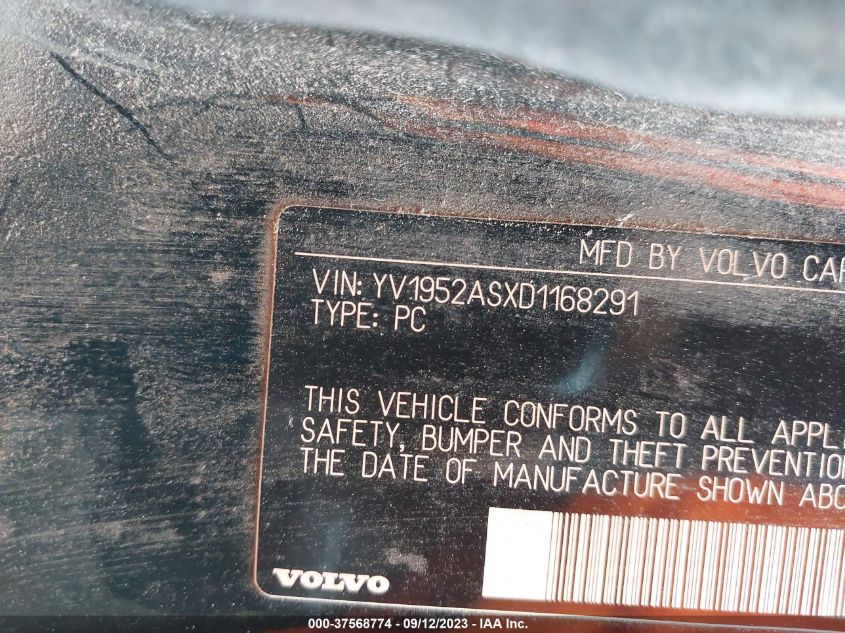 MFD BY VOLVO CAR
VIN: YV1952ASXD1168291
TYPE: PC
THIS VEHICLE CONFORMS TO ALL APPLI
SAFETY, BUMPER AND THEFT PREVENTION
THE DATE OF MANUFACTURE SHOWN ABO
VOLVO
000-37568774 - 09/12/2023 - IAA Inc.